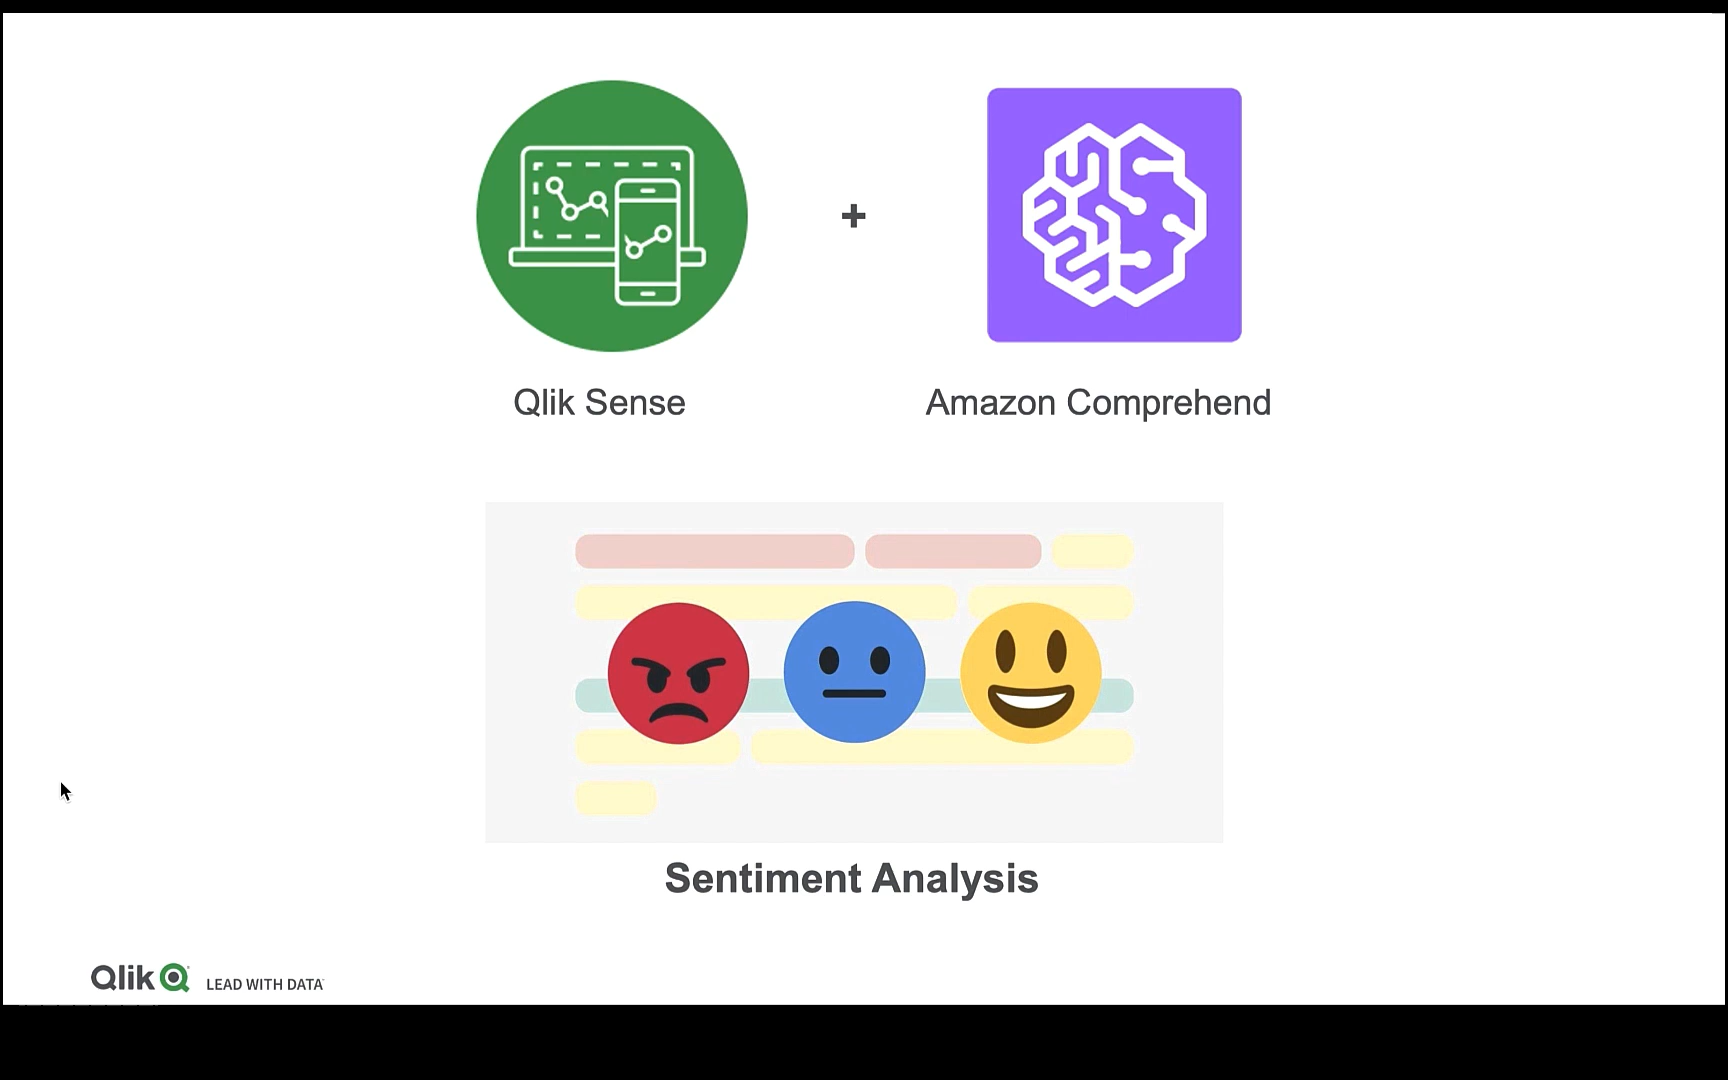 +
Qlik Sense
Amazon Comprehend
Sentiment Analysis
Qlik LEAD WITH DATA